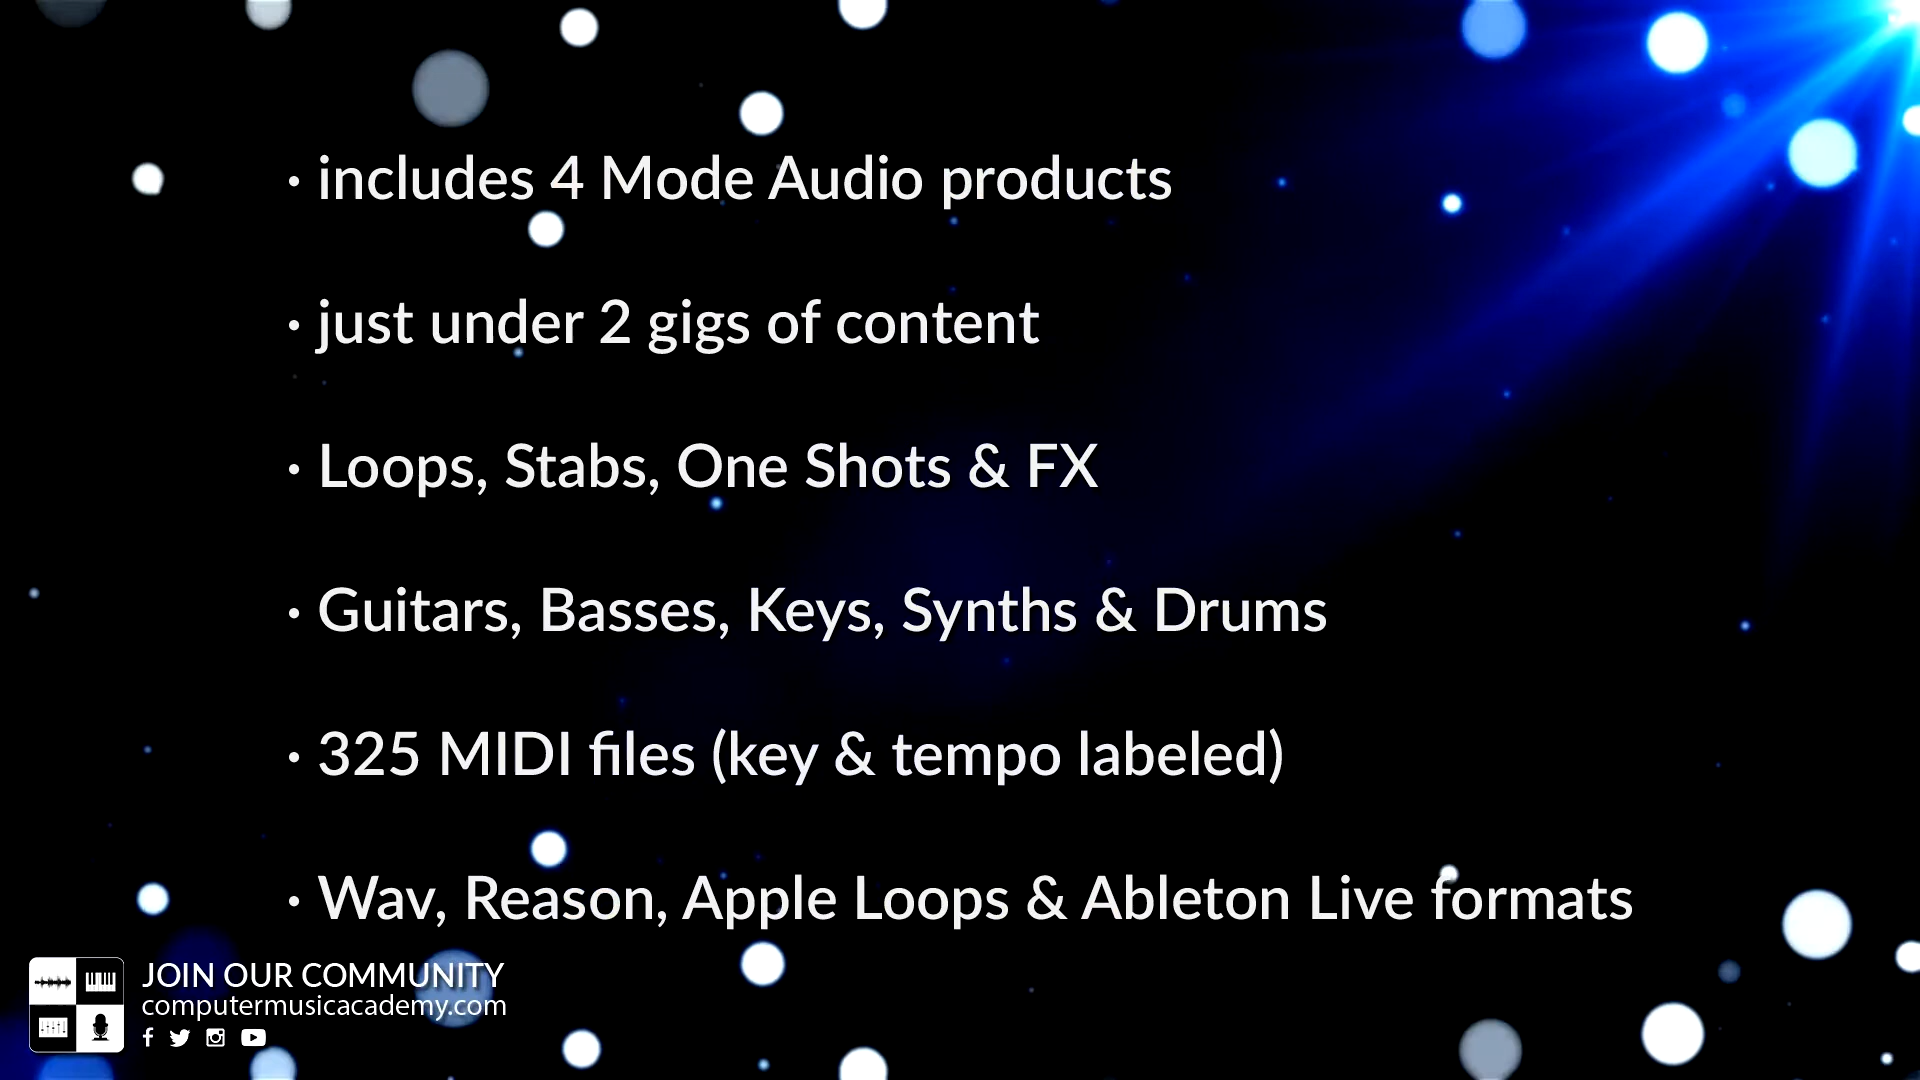 · includes 4 Mode Audio products
· just under 2 gigs of content
· Loops, Stabs, One Shots & FX
· Guitars, Basses, Keys, Synths & Drums
· 325 MIDI files (key & tempo labeled)
· Wav, Reason, Apple Loops & Ableton Live formats
JOIN OUR COMMUNITY
computermusicacademy.com